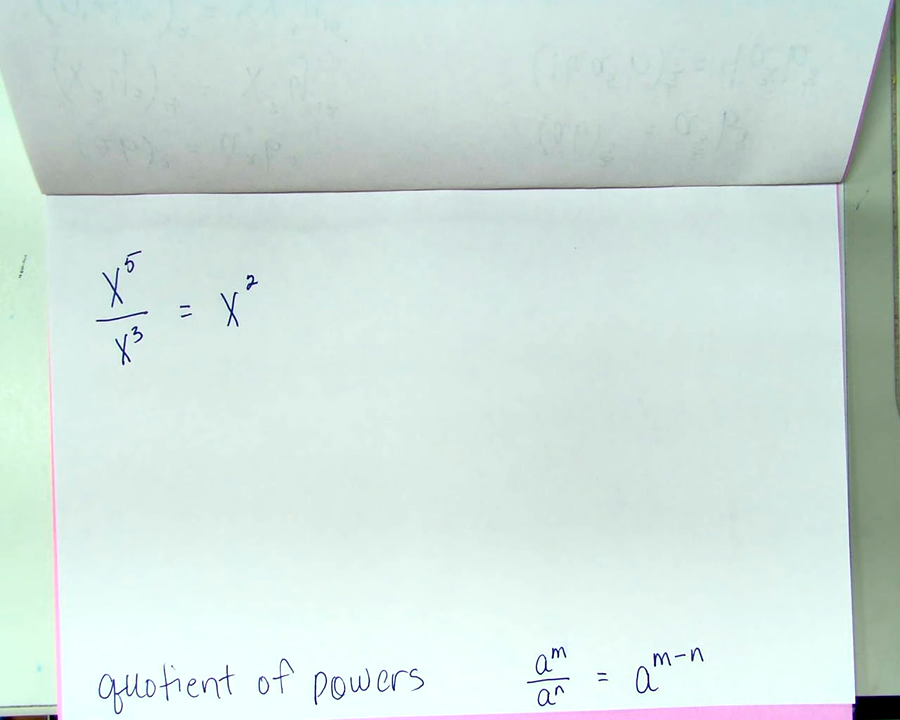 x^5/x^3 = x^2
quotient of powers a^m/a^n = a^(m-n)